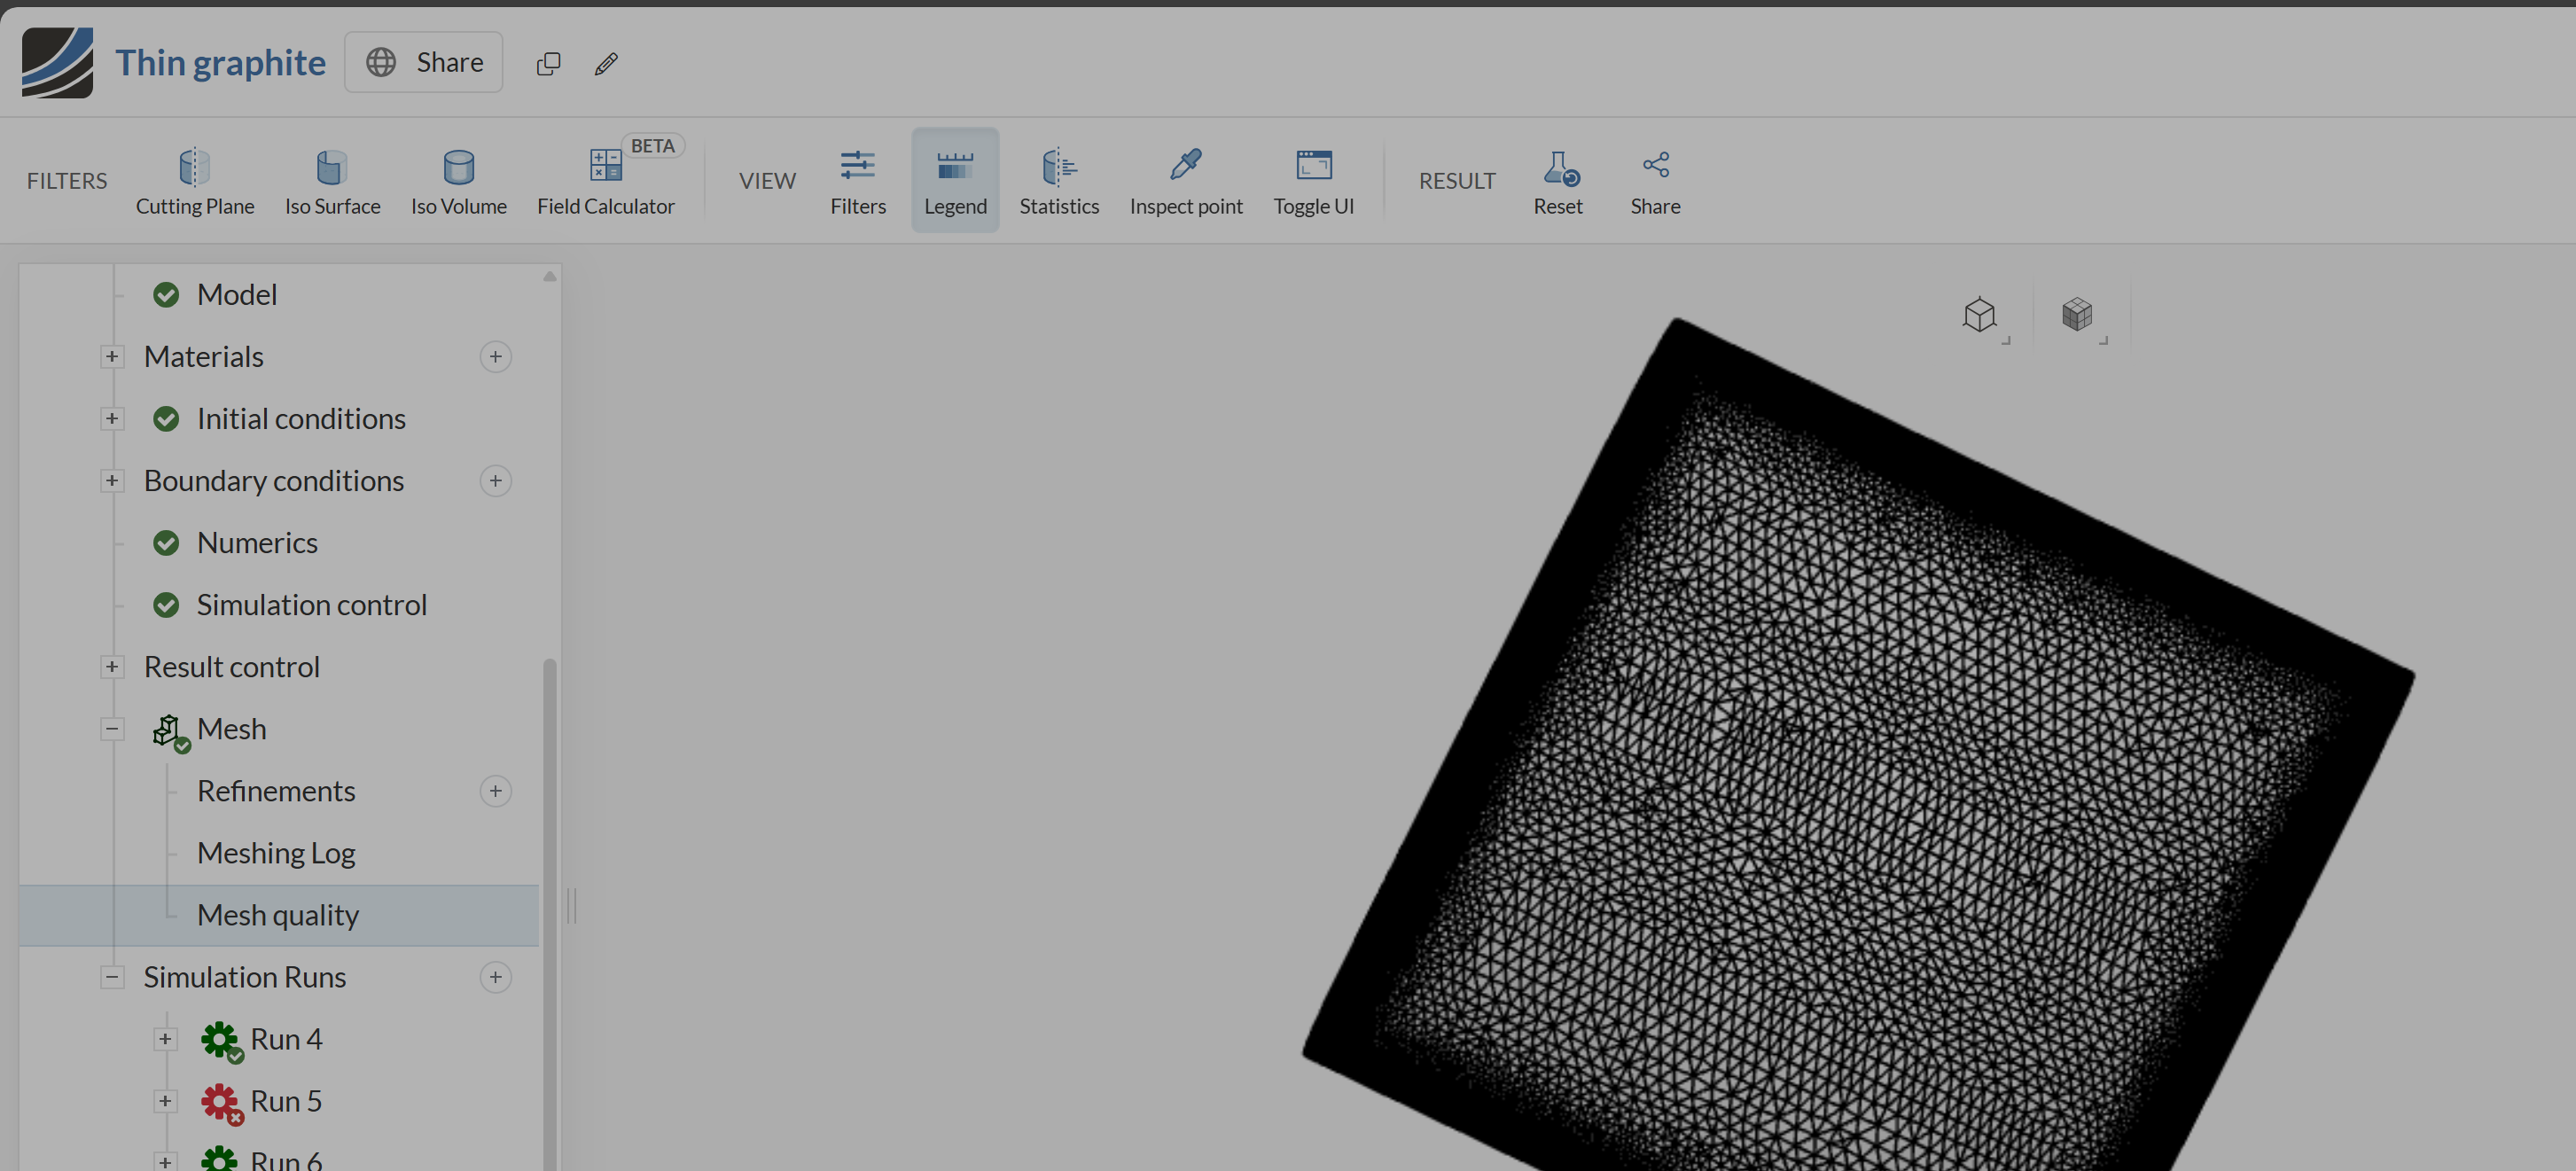 Thin graphite
Share
FILTERS
Cutting Plane
Iso Surface
Iso Volume
Field Calculator
BETA
VIEW
Filters
Legend
Statistics
Inspect point
Toggle UI
RESULT
Reset
Share
Model
Materials
Initial conditions
Boundary conditions
Numerics
Simulation control
Result control
Mesh
Refinements
Meshing Log
Mesh quality
Simulation Runs
Run 4
Run 5
Run 6